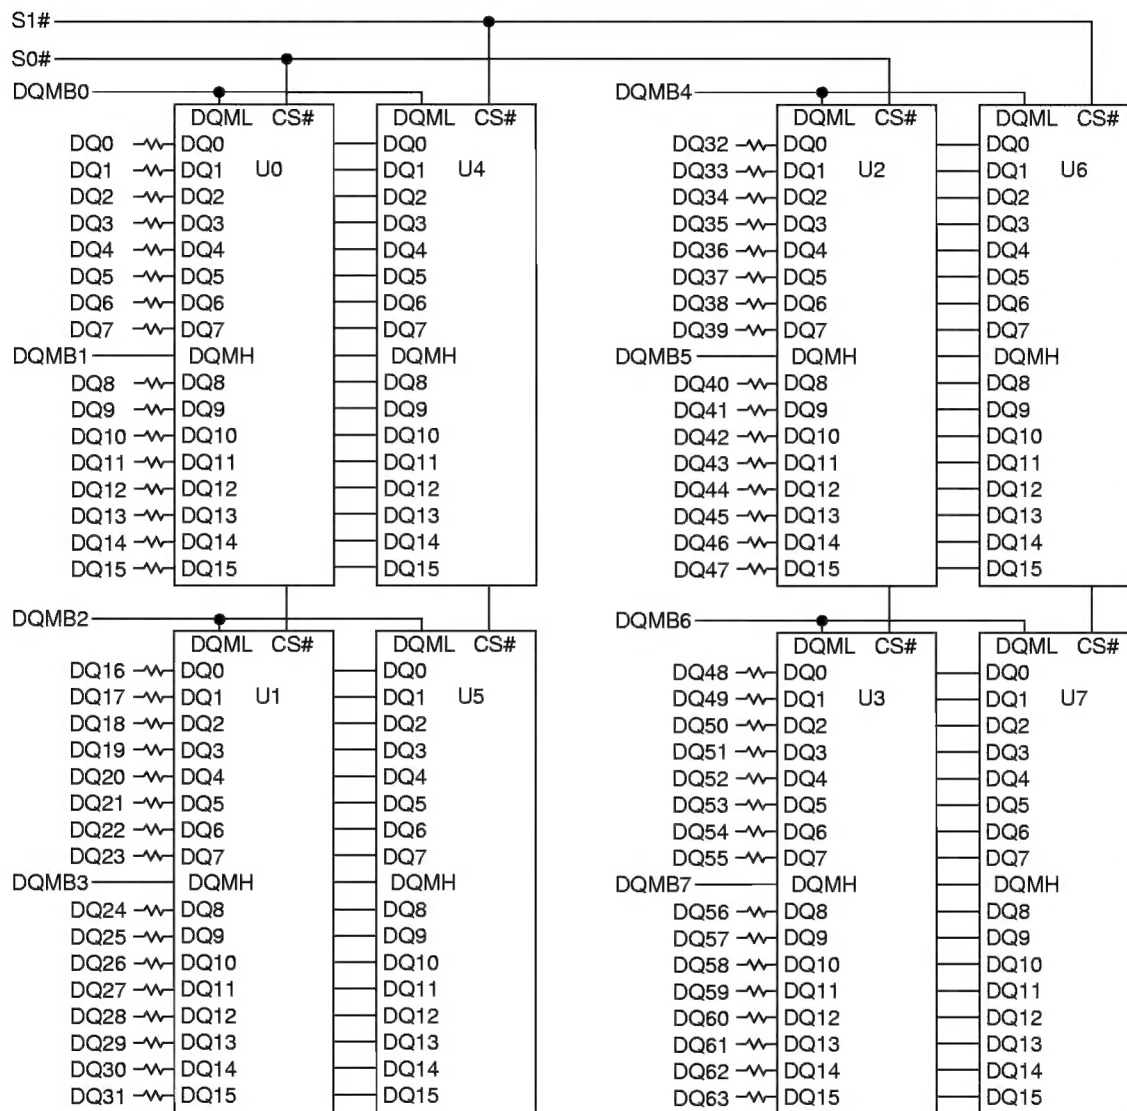 S1#
S0#
DQMB0 DQMB4
DQML CS# DQML CS# DQML CS# DQML CS#
DQ0 DQ0 DQ0 DQ32 DQ0 DQ0
DQ1 DQ1 U0 DQ1 U4 DQ33 DQ1 U2 DQ1 U6
DQ2 DQ2 DQ2 DQ34 DQ2 DQ2
DQ3 DQ3 DQ3 DQ35 DQ3 DQ3
DQ4 DQ4 DQ4 DQ36 DQ4 DQ4
DQ5 DQ5 DQ5 DQ37 DQ5 DQ5
DQ6 DQ6 DQ6 DQ38 DQ6 DQ6
DQ7 DQ7 DQ7 DQ39 DQ7 DQ7
DQMB1 DQMH DQMH DQMB5 DQMH DQMH
DQ8 DQ8 DQ8 DQ40 DQ8 DQ8
DQ9 DQ9 DQ9 DQ41 DQ9 DQ9
DQ10 DQ10 DQ10 DQ42 DQ10 DQ10
DQ11 DQ11 DQ11 DQ43 DQ11 DQ11
DQ12 DQ12 DQ12 DQ44 DQ12 DQ12
DQ13 DQ13 DQ13 DQ45 DQ13 DQ13
DQ14 DQ14 DQ14 DQ46 DQ14 DQ14
DQ15 DQ15 DQ15 DQ47 DQ15 DQ15
DQMB2 DQMB6
DQML CS# DQML CS# DQML CS# DQML CS#
DQ16 DQ0 DQ0 DQ48 DQ0 DQ0
DQ17 DQ1 U1 DQ1 U5 DQ49 DQ1 U3 DQ1 U7
DQ18 DQ2 DQ2 DQ50 DQ2 DQ2
DQ19 DQ3 DQ3 DQ51 DQ3 DQ3
DQ20 DQ4 DQ4 DQ52 DQ4 DQ4
DQ21 DQ5 DQ5 DQ53 DQ5 DQ5
DQ22 DQ6 DQ6 DQ54 DQ6 DQ6
DQ23 DQ7 DQ7 DQ55 DQ7 DQ7
DQMB3 DQMH DQMH DQMB7 DQMH DQMH
DQ24 DQ8 DQ8 DQ56 DQ8 DQ8
DQ25 DQ9 DQ9 DQ57 DQ9 DQ9
DQ26 DQ10 DQ10 DQ58 DQ10 DQ10
DQ27 DQ11 DQ11 DQ59 DQ11 DQ11
DQ28 DQ12 DQ12 DQ60 DQ12 DQ12
DQ29 DQ13 DQ13 DQ61 DQ13 DQ13
DQ30 DQ14 DQ14 DQ62 DQ14 DQ14
DQ31 DQ15 DQ15 DQ63 DQ15 DQ15